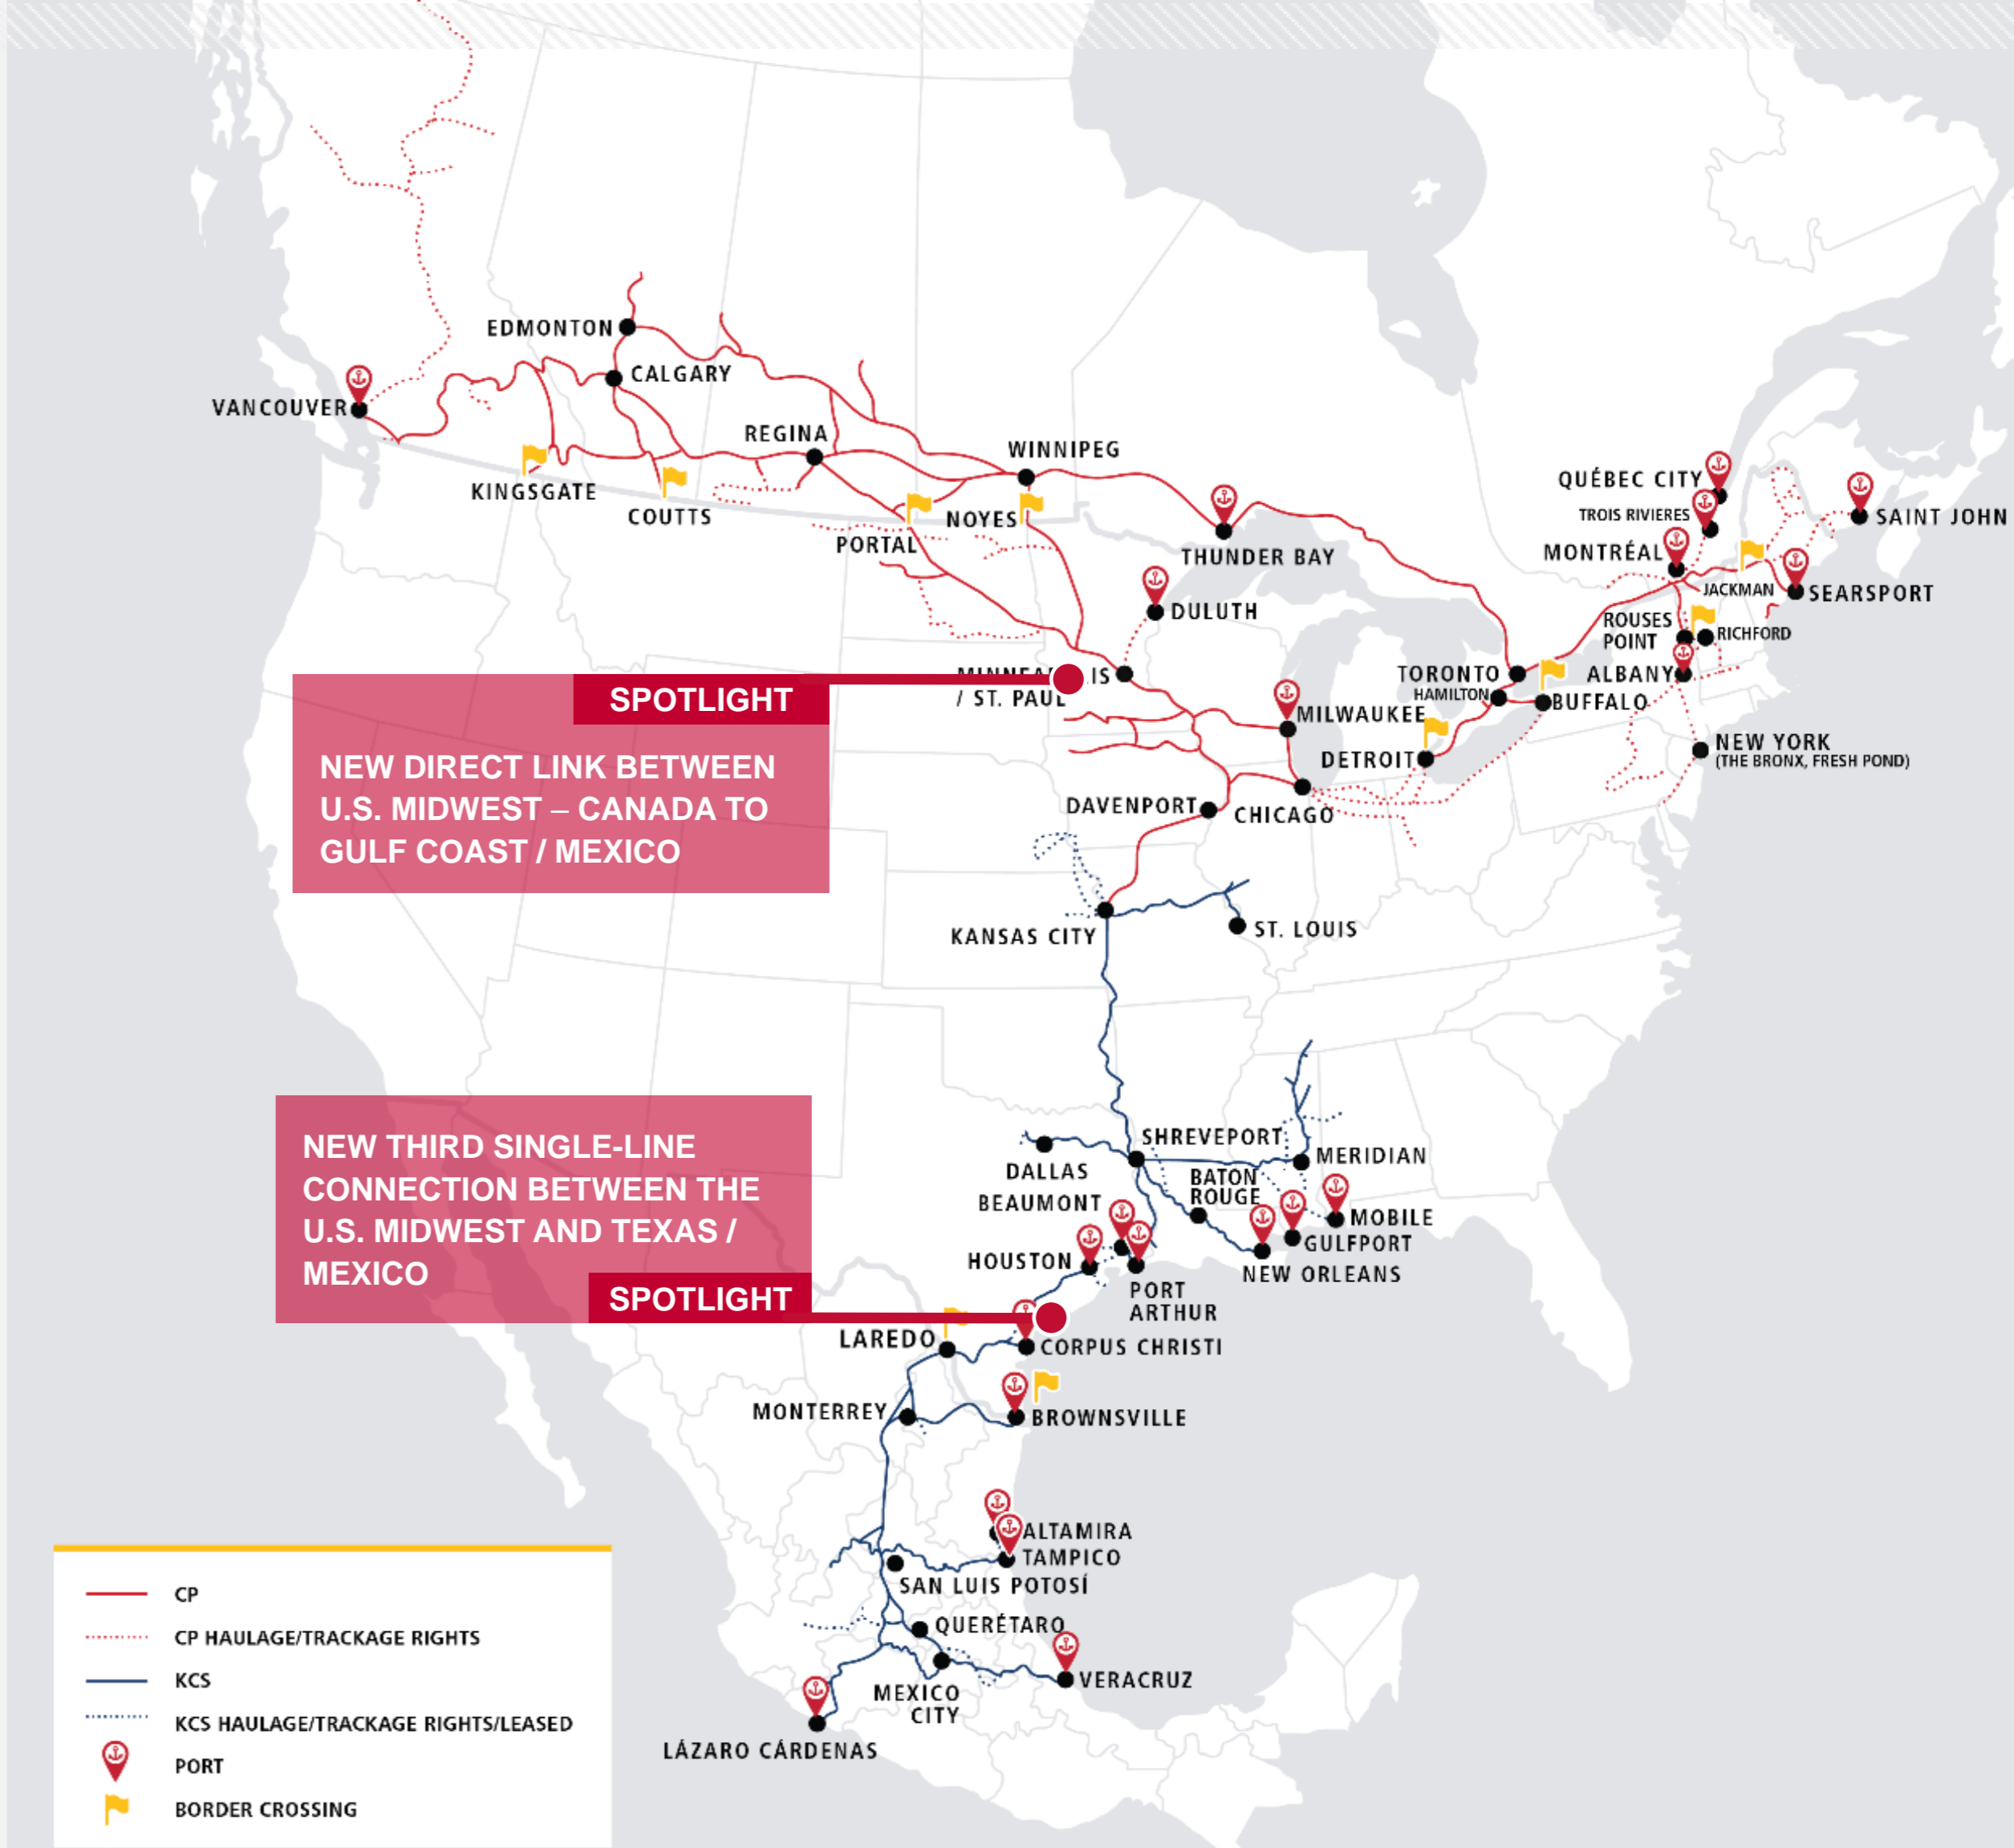 EDMONTON
CALGARY
VANCOUVER
REGINA
WINNIPEG
KINGSGATE
COUTTS
PORTAL
NOYES
THUNDER BAY
DULUTH
QUÉBEC CITY
TROIS RIVIERES
MONTRÉAL
SAINT JOHN
JACKMAN
SEARSPORT
ROUSES
POINT
RICHFORD
TORONTO
HAMILTON
ALBANY
BUFFALO
/ ST. PAUL
MILWAUKEE
DETROIT
NEW YORK
(THE BRONX, FRESH POND)
DAVENPORT
CHICAGO
SPOTLIGHT
NEW DIRECT LINK BETWEEN
U.S. MIDWEST – CANADA TO
GULF COAST / MEXICO
KANSAS CITY
ST. LOUIS
NEW THIRD SINGLE-LINE
CONNECTION BETWEEN THE
U.S. MIDWEST AND TEXAS /
MEXICO
SPOTLIGHT
SHREVEPORT
MERIDIAN
DALLAS
BATON
ROUGE
BEAUMONT
MOBILE
GULFPORT
HOUSTON
NEW ORLEANS
PORT
ARTHUR
LAREDO
CORPUS CHRISTI
MONTERREY
BROWNSVILLE
ALTAMIRA
TAMPICO
SAN LUIS POTOSÍ
QUERÉTARO
VERACRUZ
MEXICO
CITY
LÁZARO CÁRDENAS
CP
CP HAULAGE/TRACKAGE RIGHTS
KCS
KCS HAULAGE/TRACKAGE RIGHTS/LEASED
PORT
BORDER CROSSING